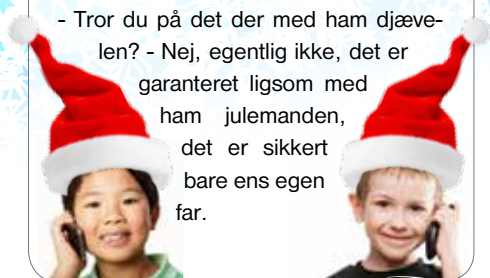 - Tror du på det der med ham djæve-
len? - Nej, egentlig ikke, det er
garanteret ligsom med
ham julemanden,
det er sikkert
bare ens egen
far.